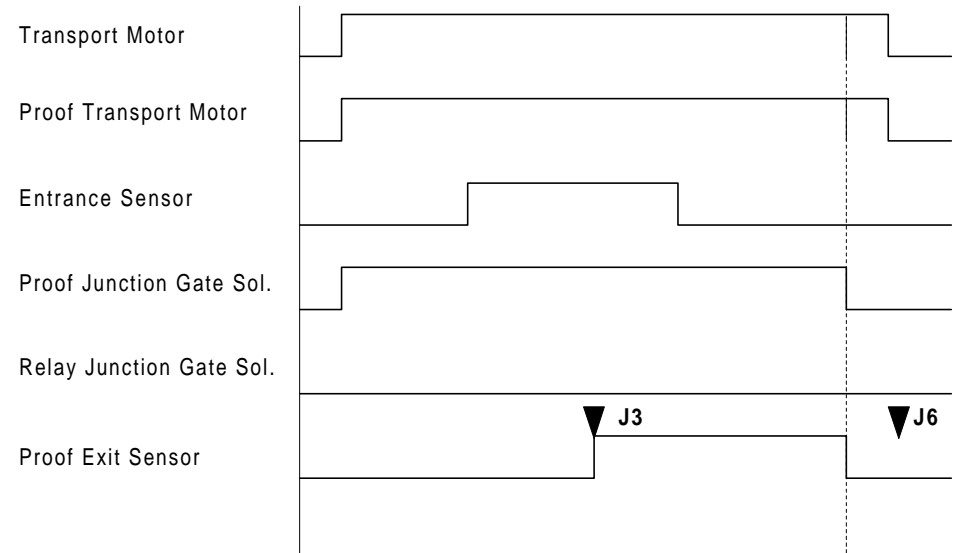 Transport Motor
Proof Transport Motor
Entrance Sensor
Proof Junction Gate Sol.
Relay Junction Gate Sol.
J3
J6
Proof Exit Sensor